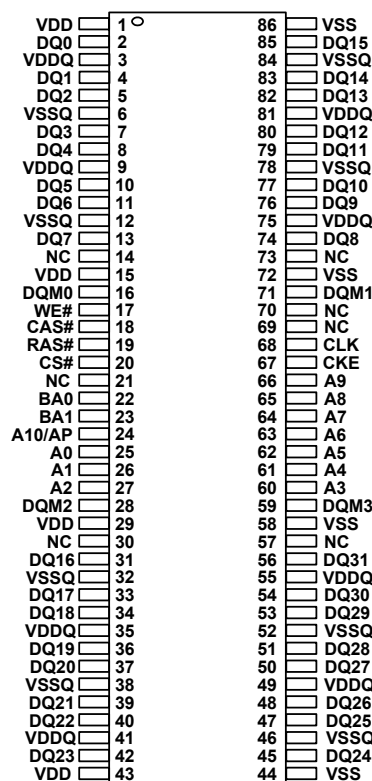 VDD 1 86 VSS
DQ0 2 85 DQ15
VDDQ 3 84 VSSQ
DQ1 4 83 DQ14
DQ2 5 82 DQ13
VSSQ 6 81 VDDQ
DQ3 7 80 DQ12
DQ4 8 79 DQ11
VDDQ 9 78 VSSQ
DQ5 10 77 DQ10
DQ6 11 76 DQ9
VSSQ 12 75 VDDQ
DQ7 13 74 DQ8
NC 14 73 NC
VDD 15 72 VSS
DQM0 16 71 DQM1
WE# 17 70 NC
CAS# 18 69 NC
RAS# 19 68 CLK
CS# 20 67 CKE
NC 21 66 A9
BA0 22 65 A8
BA1 23 64 A7
A10/AP 24 63 A6
A0 25 62 A5
A1 26 61 A4
A2 27 60 A3
DQM2 28 59 DQM3
VDD 29 58 VSS
NC 30 57 NC
DQ16 31 56 DQ31
VSSQ 32 55 VDDQ
DQ17 33 54 DQ30
DQ18 34 53 DQ29
VDDQ 35 52 VSSQ
DQ19 36 51 DQ28
DQ20 37 50 DQ27
VSSQ 38 49 VDDQ
DQ21 39 48 DQ26
DQ22 40 47 DQ25
VDDQ 41 46 VSSQ
DQ23 42 45 DQ24
VDD 43 44 VSS